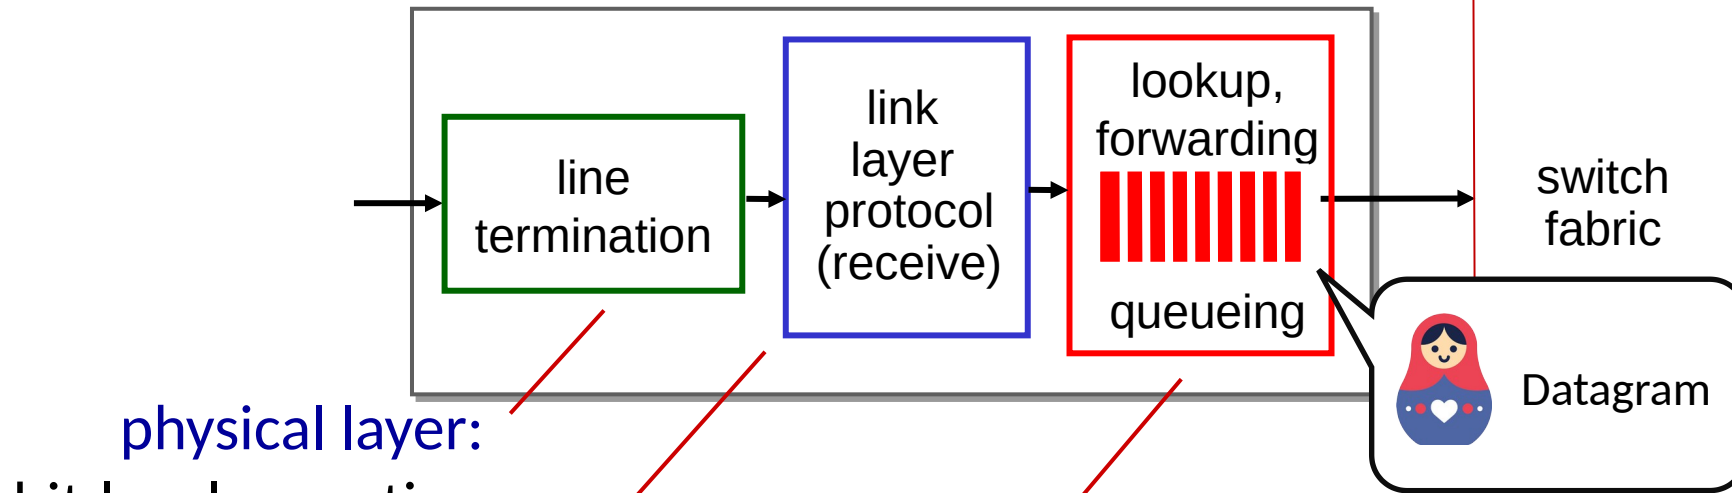 line
termination
link
layer
protocol
(receive)
lookup,
forwarding
queueing
switch
fabric
Datagram
physical layer: